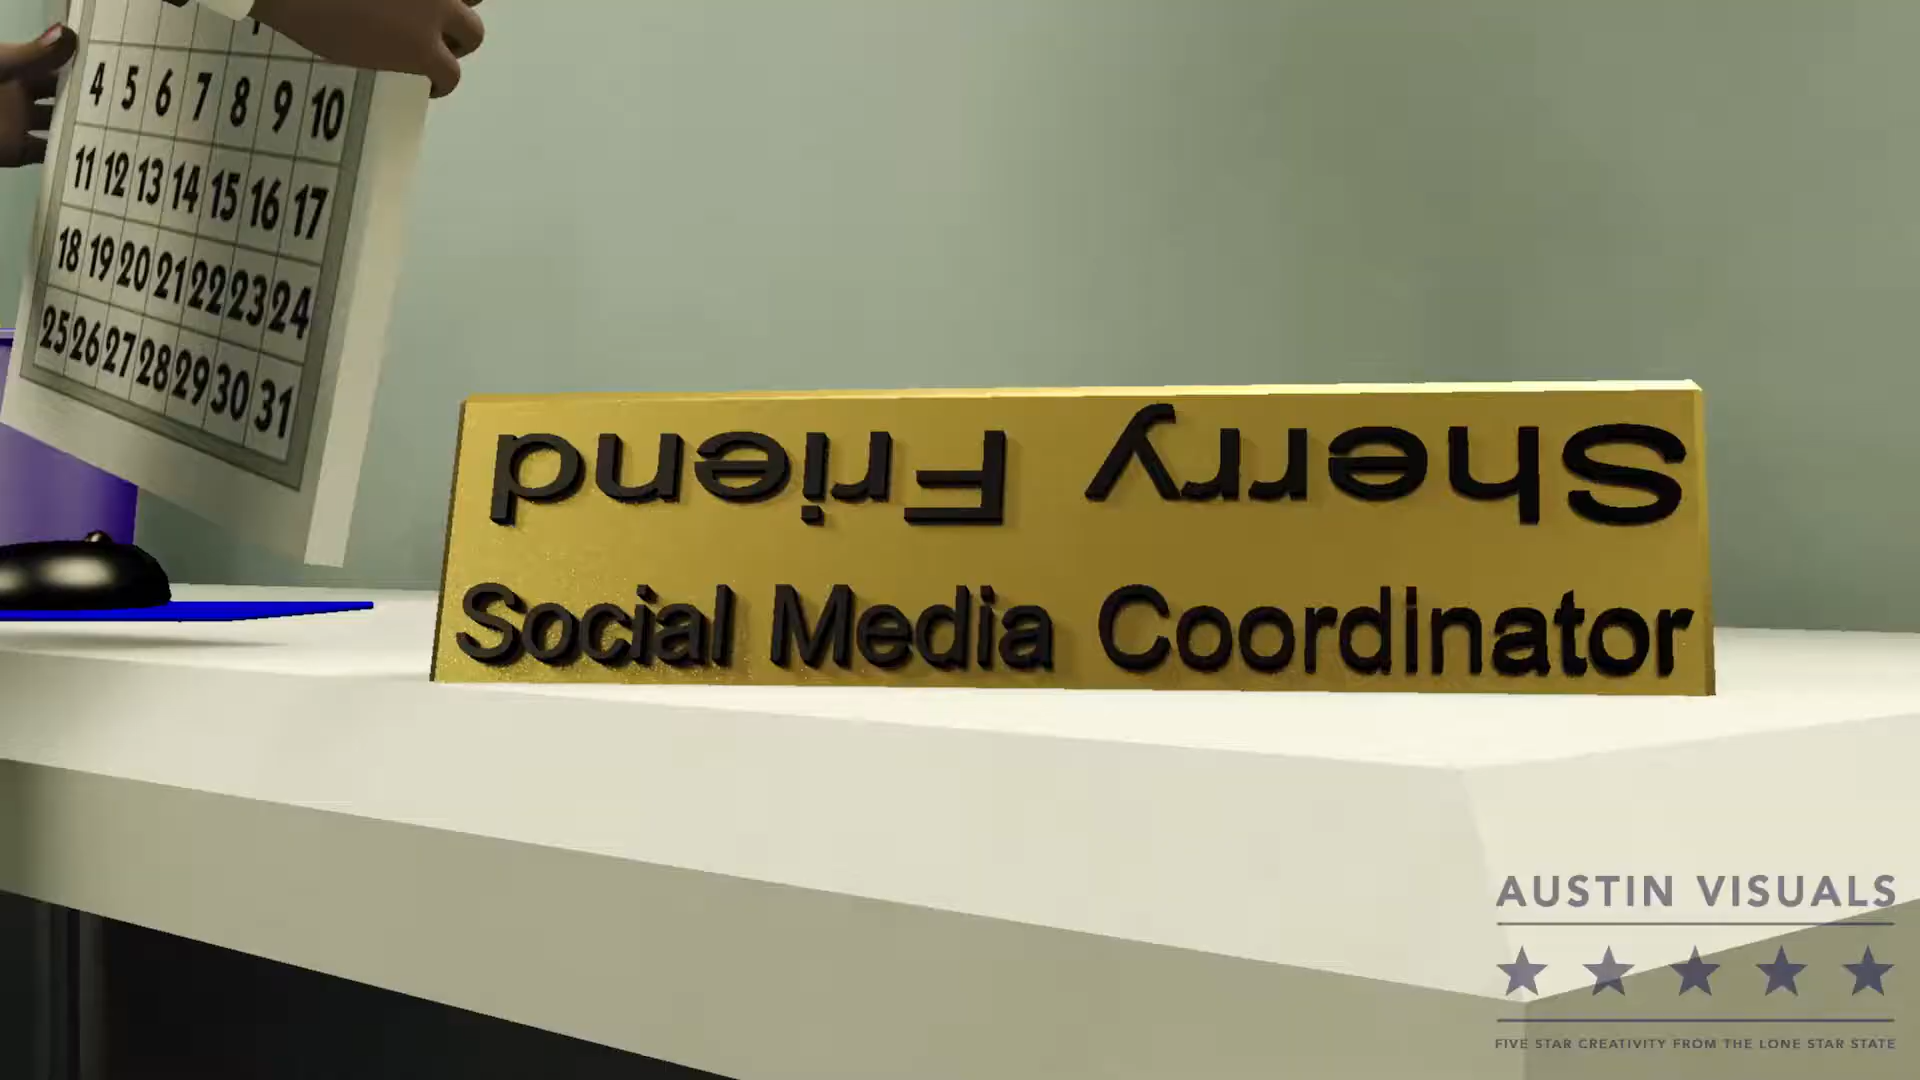 4 5 6 7 8 9 10
11 12 13 14 15 16 17
18 19 20 21 22 23 24
25 26 27 28 29 30 31
Sherry Friend
Social Media Coordinator
AUSTIN VISUALS
FIVE STAR CREATIVITY FROM THE LONE STAR STATE